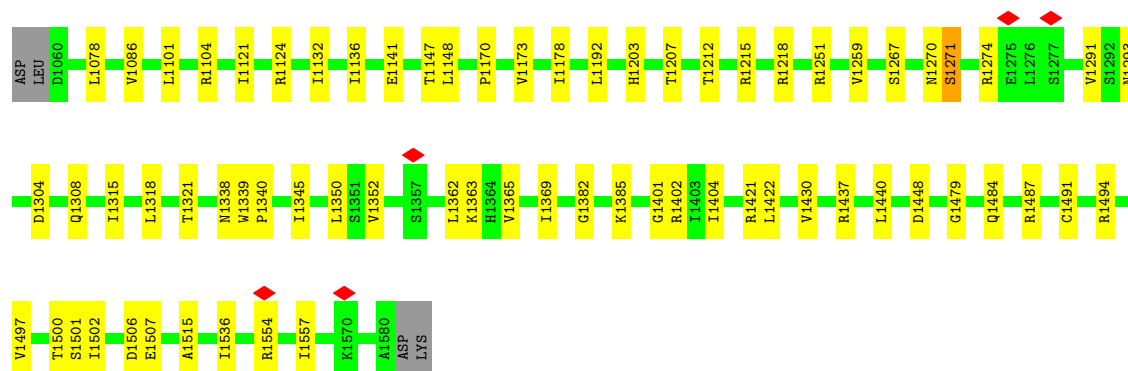 ASP LEU D1060 L1078 V1086 L1101 R1104 I1121 R1124 I1132 I1136 E1141 T1147 L1148 P1170 V1173 I1178 L1192 H1203 T1207 T1212 R1215 R1218 R1251 V1259 S1267 N1270 S1271 R1274 E1275 L1276 S1277 V1291 S1292 N1293
D1304 Q1308 I1315 L1318 T1321 N1338 W1339 P1340 I1345 L1350 S1351 V1352 S1357 L1362 K1363 H1364 V1365 I1369 G1382 K1385 G1401 R1402 I1403 I1404 R1421 L1422 V1430 R1437 L1440 D1448 G1479 Q1484 R1487 C1491 R1494
V1497 T1500 S1501 I1502 D1506 E1507 A1515 I1536 R1554 I1557 K1570 A1580 ASP LYS